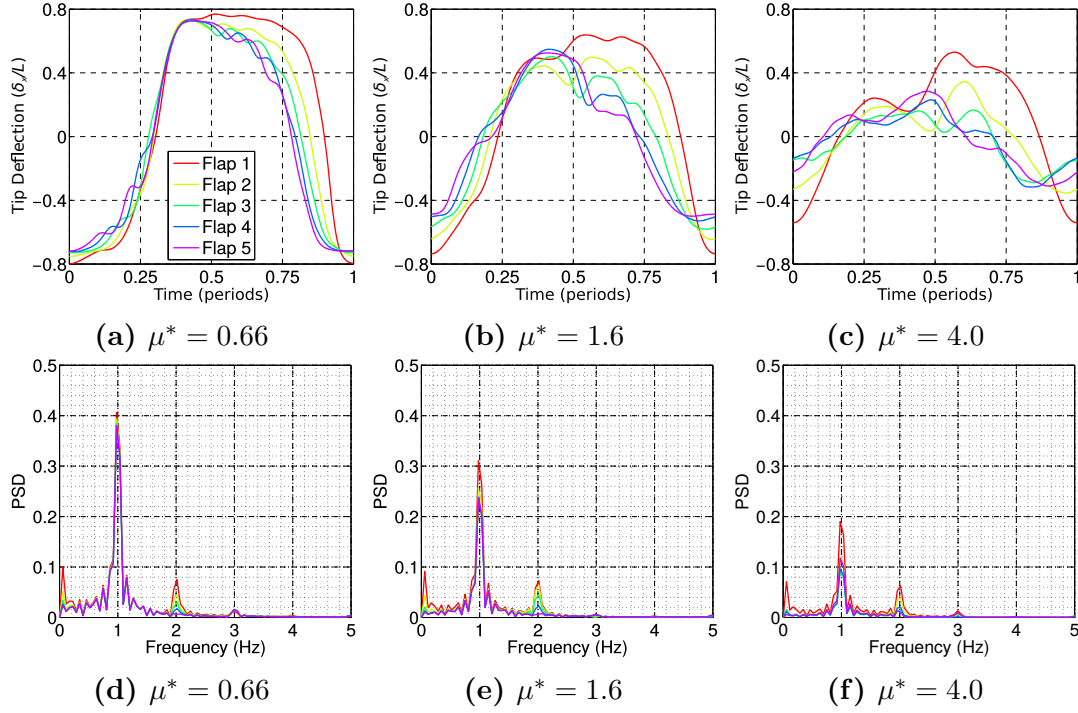 0.8
0.4
0
−0.4
−0.8
Tip Deflection (δₓ/L)
0 0.25 0.5 0.75 1
Time (periods)
Flap 1
Flap 2
Flap 3
Flap 4
Flap 5
(a) μ* = 0.66
0.8
0.4
0
−0.4
−0.8
Tip Deflection (δₓ/L)
0 0.25 0.5 0.75 1
Time (periods)
(b) μ* = 1.6
0.8
0.4
0
−0.4
−0.8
Tip Deflection (δₓ/L)
0 0.25 0.5 0.75 1
Time (periods)
(c) μ* = 4.0
0.5
0.4
0.3
0.2
0.1
0
PSD
0 1 2 3 4 5
Frequency (Hz)
(d) μ* = 0.66
0.5
0.4
0.3
0.2
0.1
0
PSD
0 1 2 3 4 5
Frequency (Hz)
(e) μ* = 1.6
0.5
0.4
0.3
0.2
0.1
0
PSD
0 1 2 3 4 5
Frequency (Hz)
(f) μ* = 4.0